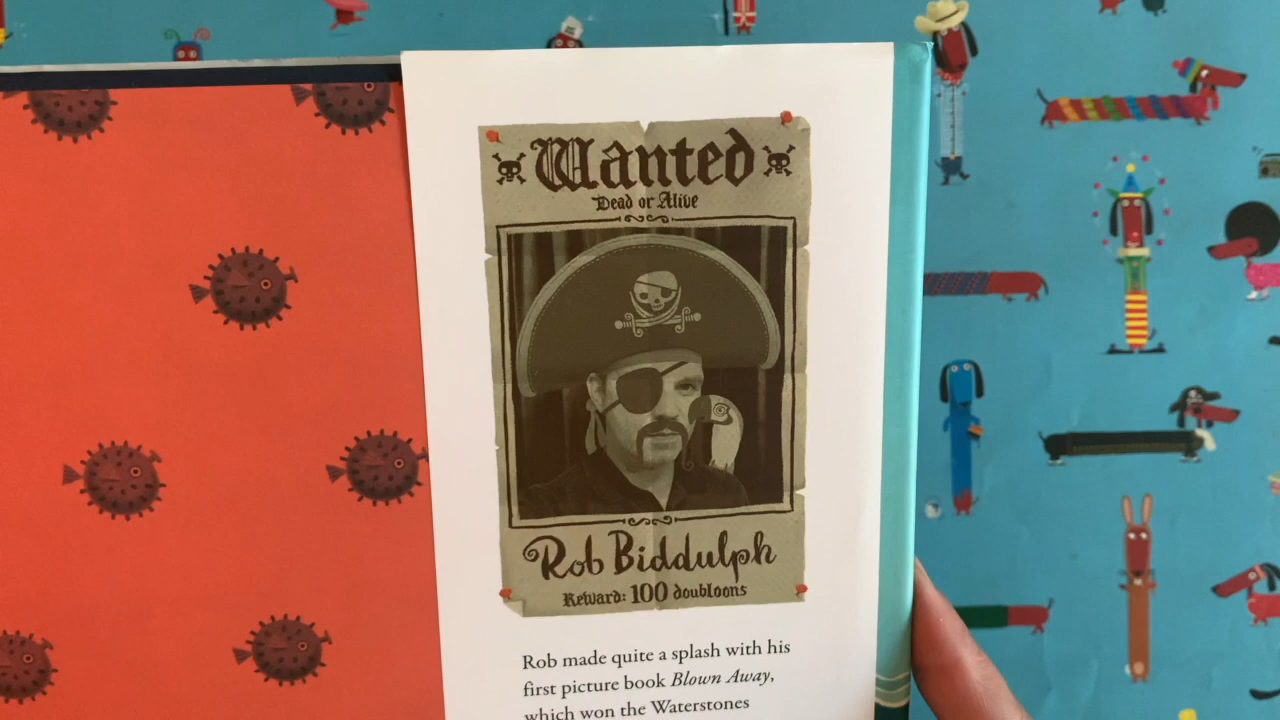 Wanted
Dead or Alive
Rob Biddulph
Reward: 100 doubloons
Rob made quite a splash with his
first picture book Blown Away,
which won the Waterstones